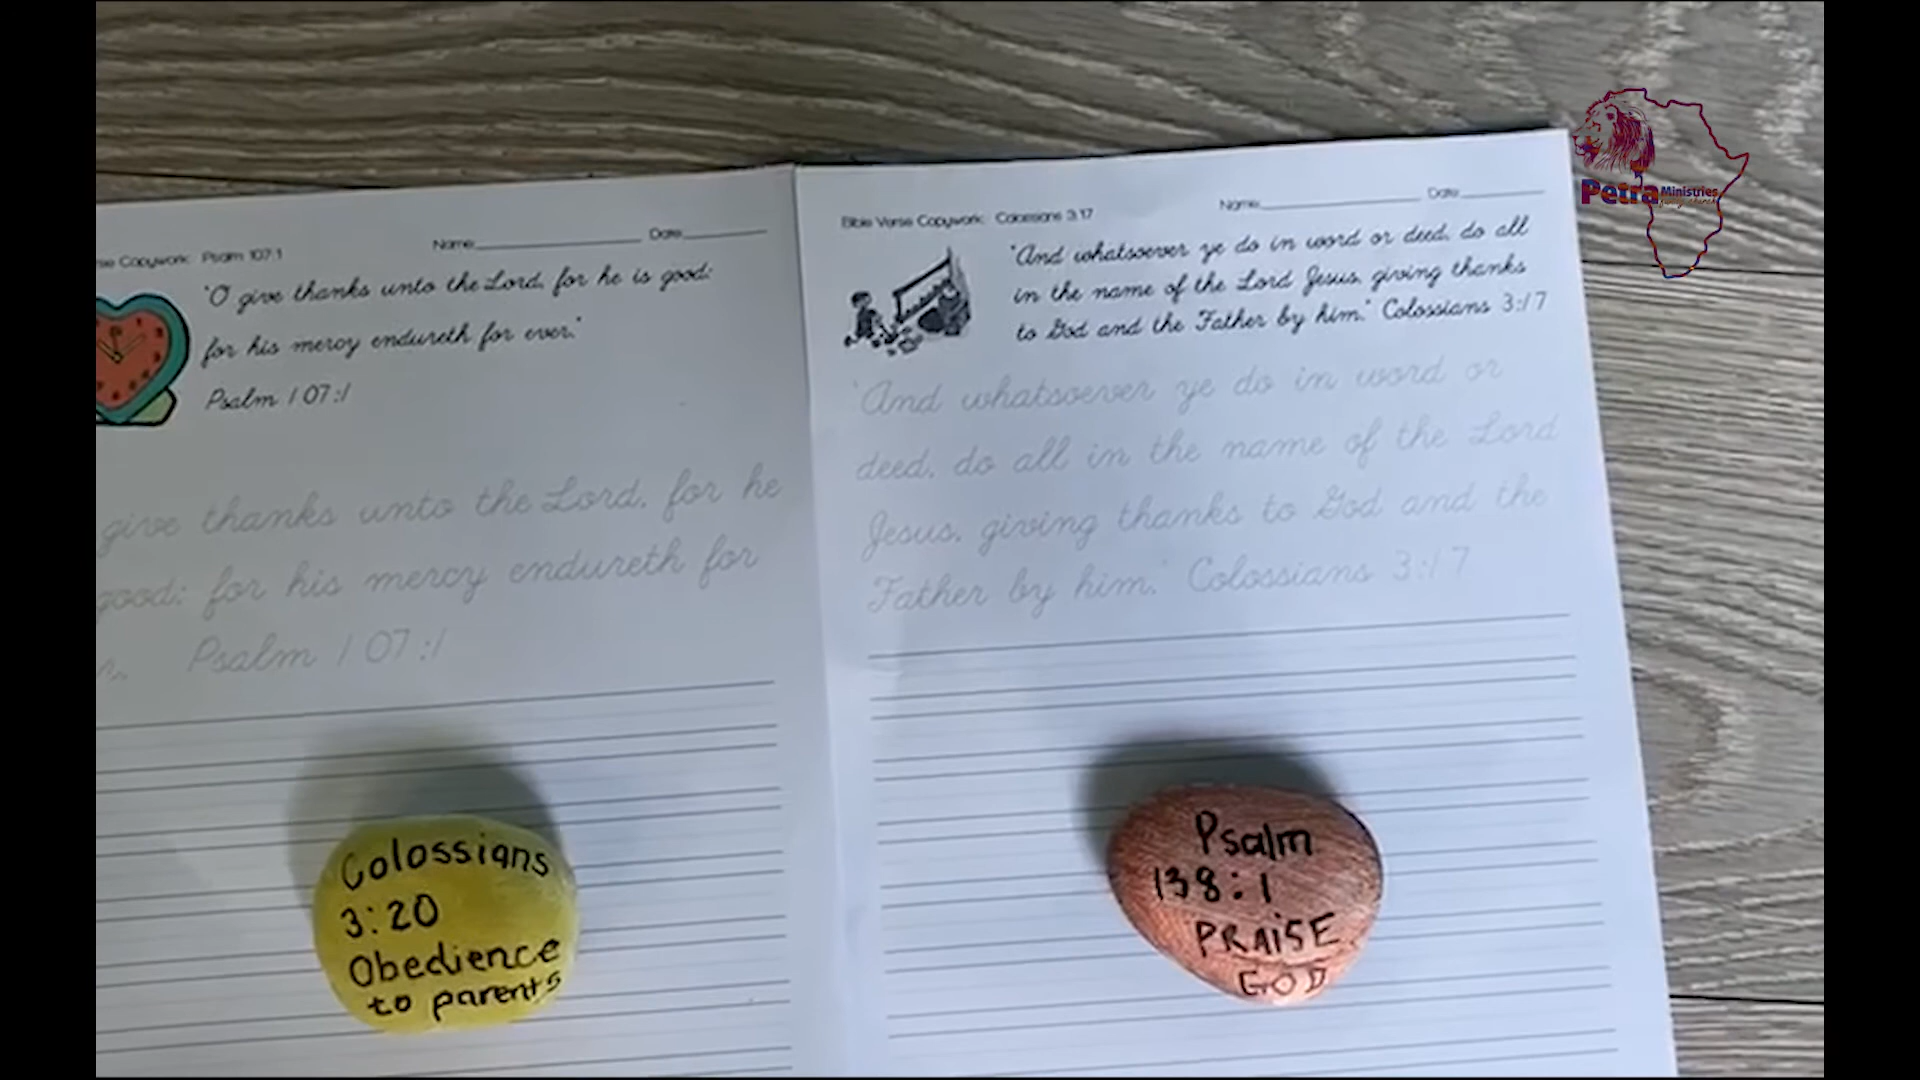 se Copywork: Psalm 107:1
Name Date
"O give thanks unto the Lord, for he is good:
for his mercy endureth for ever."
Psalm 107:1
give thanks unto the Lord, for he
good: for his mercy endureth for
r. Psalm 107:1
Colossians
3:20
Obedience
to parents
Bible Verse Copywork: Colossians 3:17
Name Date
"And whatsoever ye do in word or deed, do all
in the name of the Lord Jesus, giving thanks
to God and the Father by him." Colossians 3:17
"And whatsoever ye do in word or
deed, do all in the name of the Lord
Jesus, giving thanks to God and the
Father by him." Colossians 3:17
Psalm
138:1
PRAISE
GOD
Petra Ministries
family church